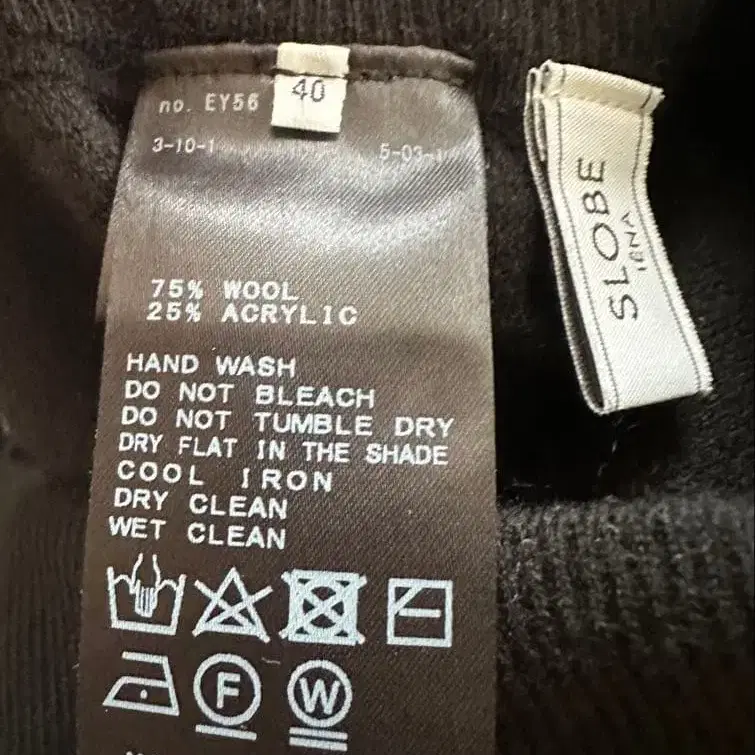 40
no. EY56
3-10-1
5-03-1
75% WOOL
25% ACRYLIC
HAND WASH
DO NOT BLEACH
DO NOT TUMBLE DRY
DRY FLAT IN THE SHADE
COOL IRON
DRY CLEAN
WET CLEAN
F
W
SLOBE
IENA